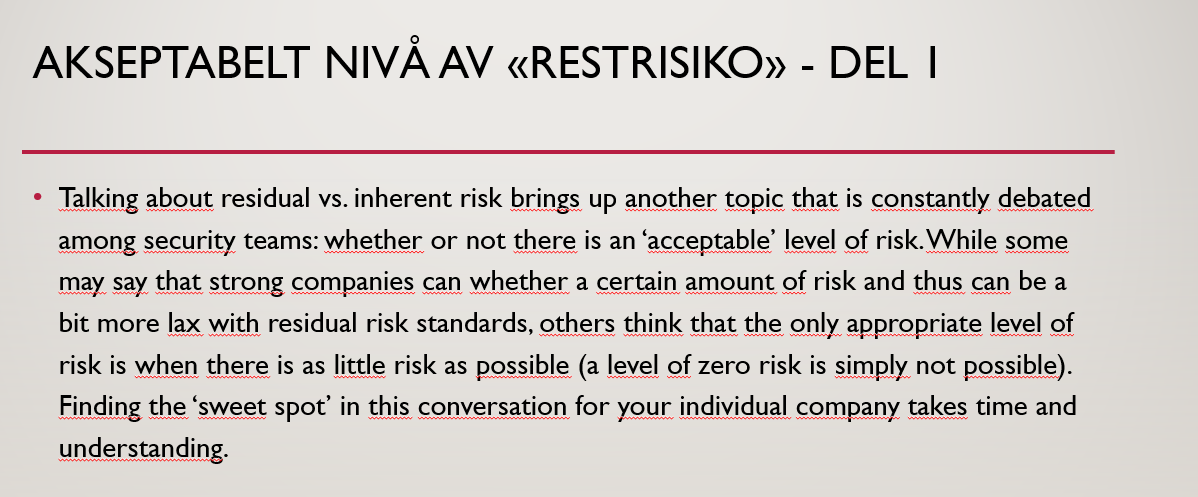 AKSEPTABELT NIVÅ AV «RESTRISIKO» - DEL 1
• Talking about residual vs. inherent risk brings up another topic that is constantly debated
among security teams: whether or not there is an ‘acceptable’ level of risk. While some
may say that strong companies can whether a certain amount of risk and thus can be a
bit more lax with residual risk standards, others think that the only appropriate level of
risk is when there is as little risk as possible (a level of zero risk is simply not possible).
Finding the ‘sweet spot’ in this conversation for your individual company takes time and
understanding.